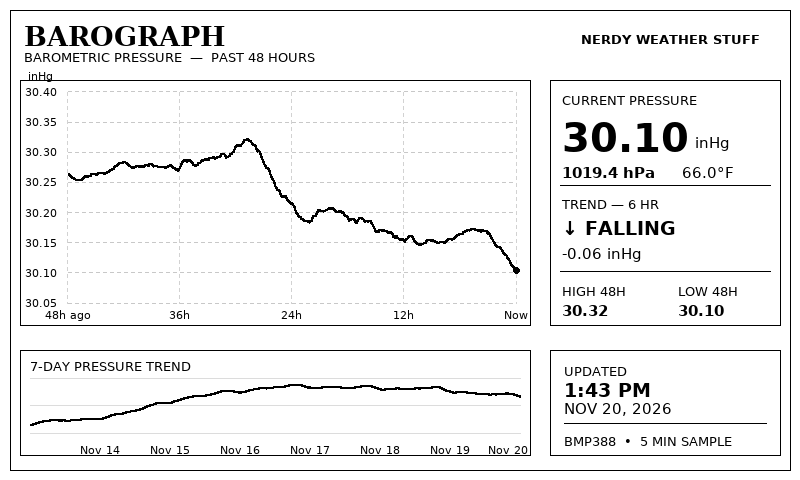 BAROGRAPH
BAROMETRIC PRESSURE — PAST 48 HOURS
NERDY WEATHER STUFF
inHg
30.40
30.35
30.30
30.25
30.20
30.15
30.10
30.05
48h ago 36h 24h 12h Now
CURRENT PRESSURE
30.10 inHg
1019.4 hPa 66.0°F
TREND — 6 HR
↓ FALLING
-0.06 inHg
HIGH 48H LOW 48H
30.32 30.10
7-DAY PRESSURE TREND
Nov 14 Nov 15 Nov 16 Nov 17 Nov 18 Nov 19 Nov 20
UPDATED
1:43 PM
NOV 20, 2026
BMP388 • 5 MIN SAMPLE